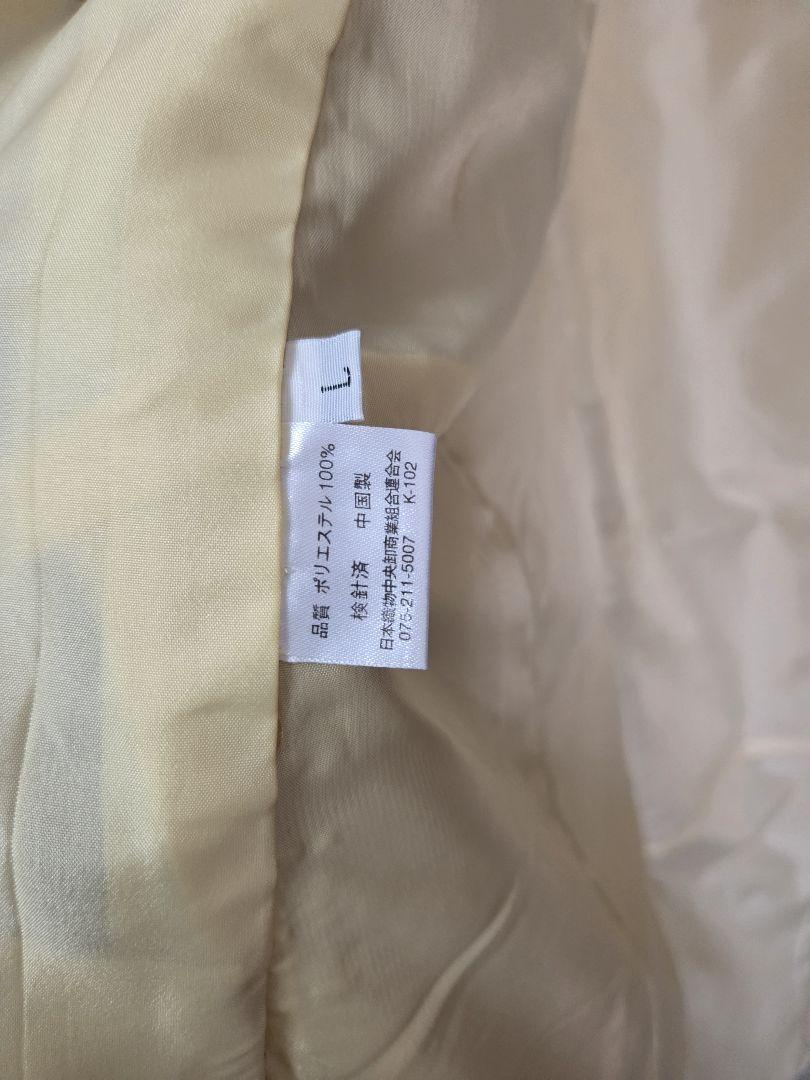 L
品質 ポリエステル100%
検針済 中国製
日本織物中央卸商業組合連合会
075-211-5007 K-102